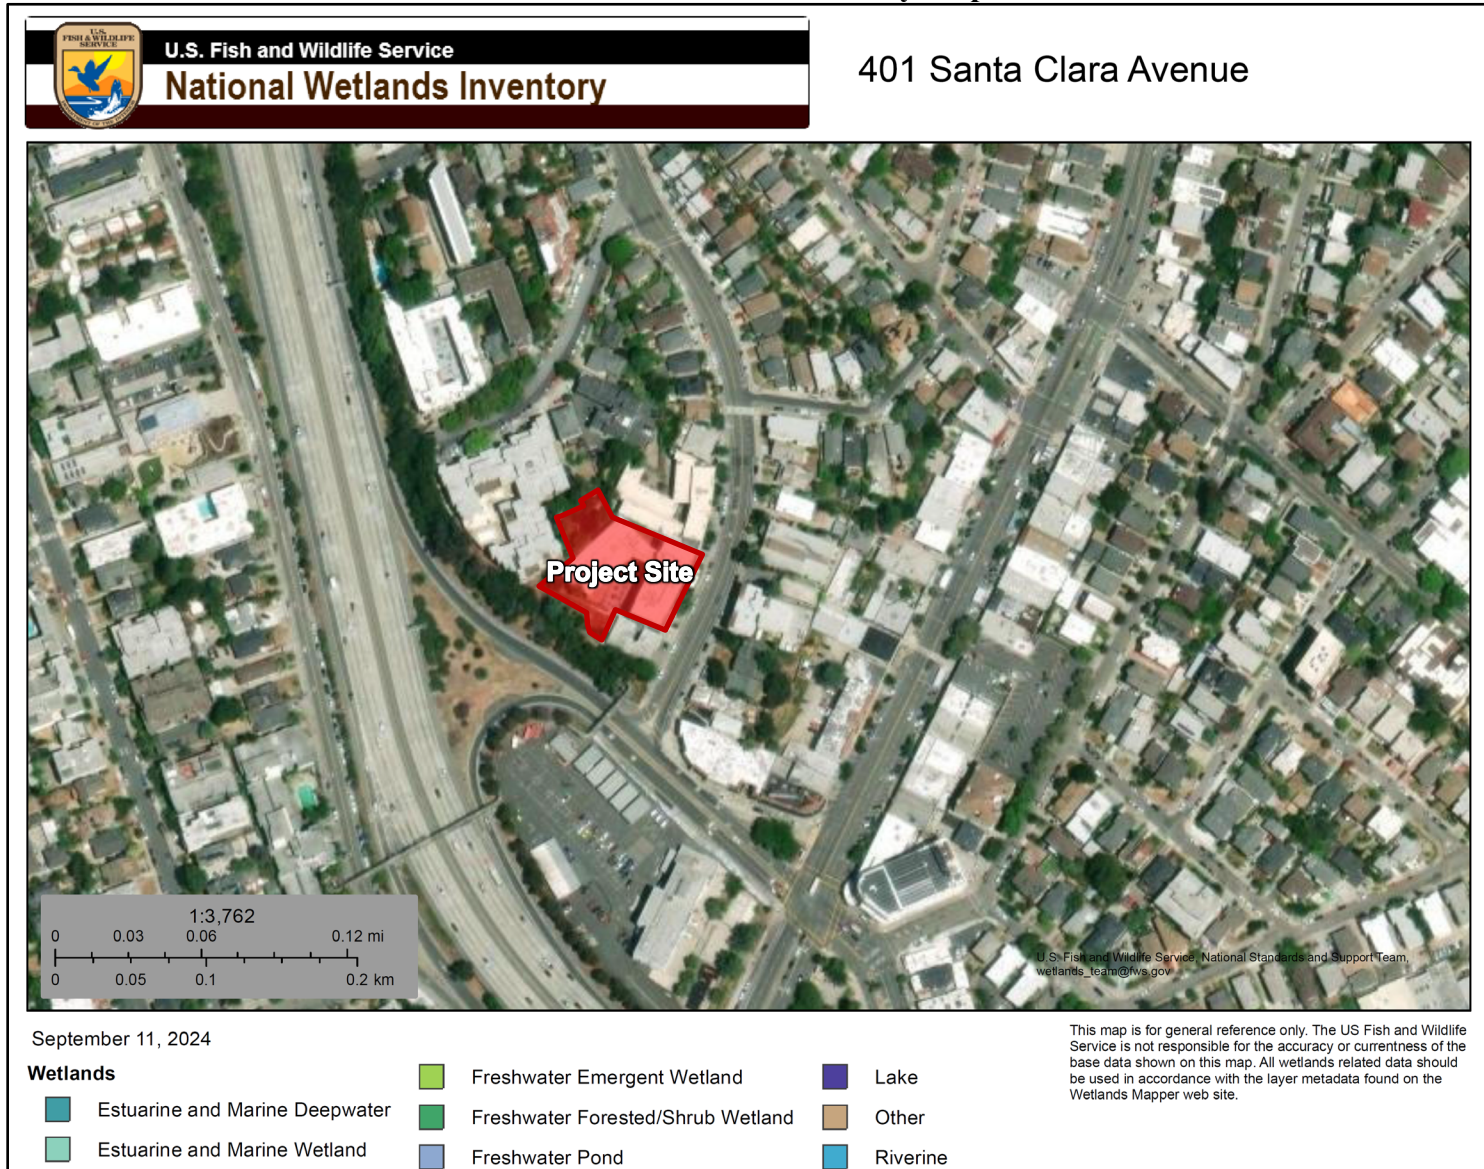 U.S.
FISH & WILDLIFE
SERVICE
U.S. Fish and Wildlife Service
National Wetlands Inventory
401 Santa Clara Avenue
Project Site
1:3,762
0 0.03 0.06 0.12 mi
0 0.05 0.1 0.2 km
U.S. Fish and Wildlife Service, National Standards and Support Team,
wetlands_team@fws.gov
September 11, 2024
This map is for general reference only. The US Fish and Wildlife
Service is not responsible for the accuracy or currentness of the
base data shown on this map. All wetlands related data should
be used in accordance with the layer metadata found on the
Wetlands Mapper web site.
Wetlands
Estuarine and Marine Deepwater
Estuarine and Marine Wetland
Freshwater Emergent Wetland
Freshwater Forested/Shrub Wetland
Freshwater Pond
Lake
Other
Riverine